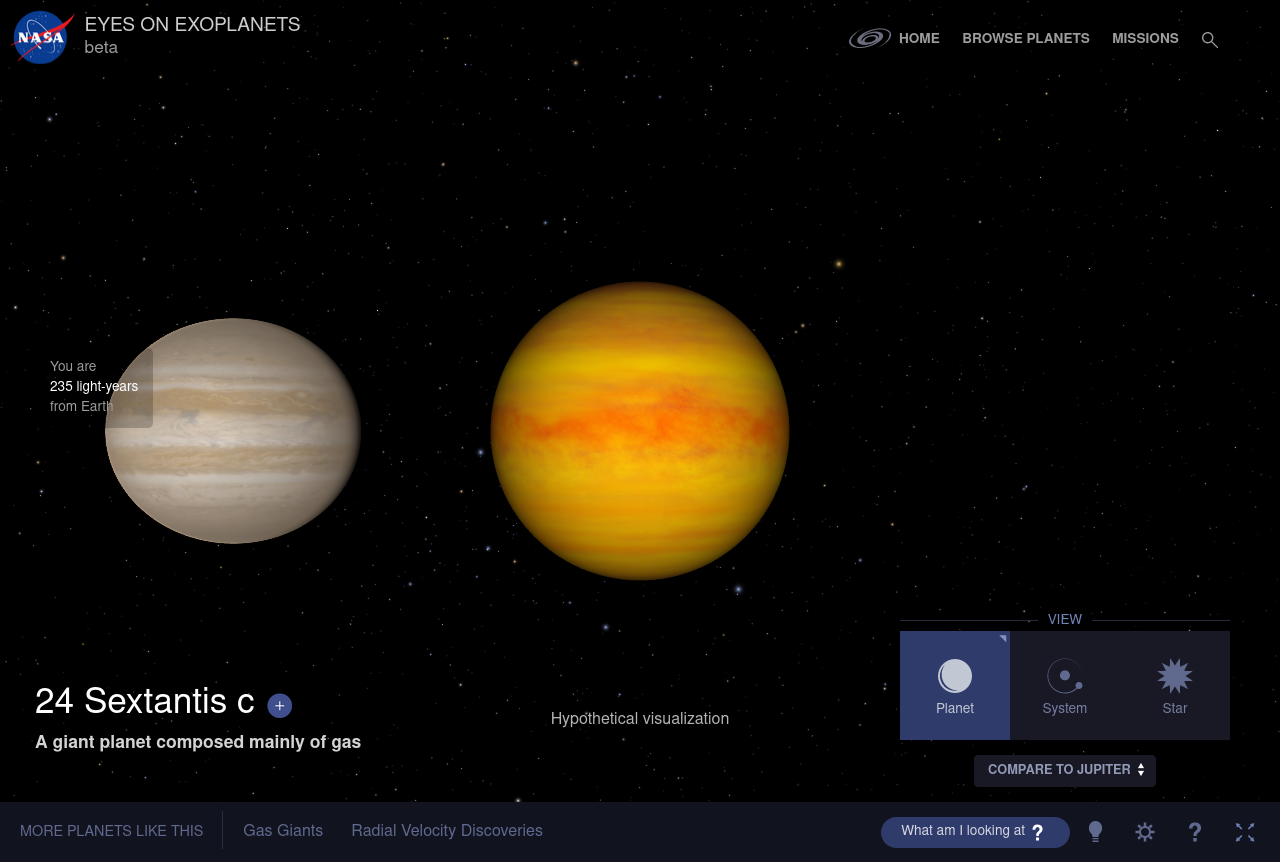 NASA
EYES ON EXOPLANETS
beta
HOME
BROWSE PLANETS
MISSIONS
You are
235 light-years
from Earth
24 Sextantis c +
A giant planet composed mainly of gas
Hypothetical visualization
VIEW
Planet
System
Star
COMPARE TO JUPITER
MORE PLANETS LIKE THIS
Gas Giants
Radial Velocity Discoveries
What am I looking at ?
?